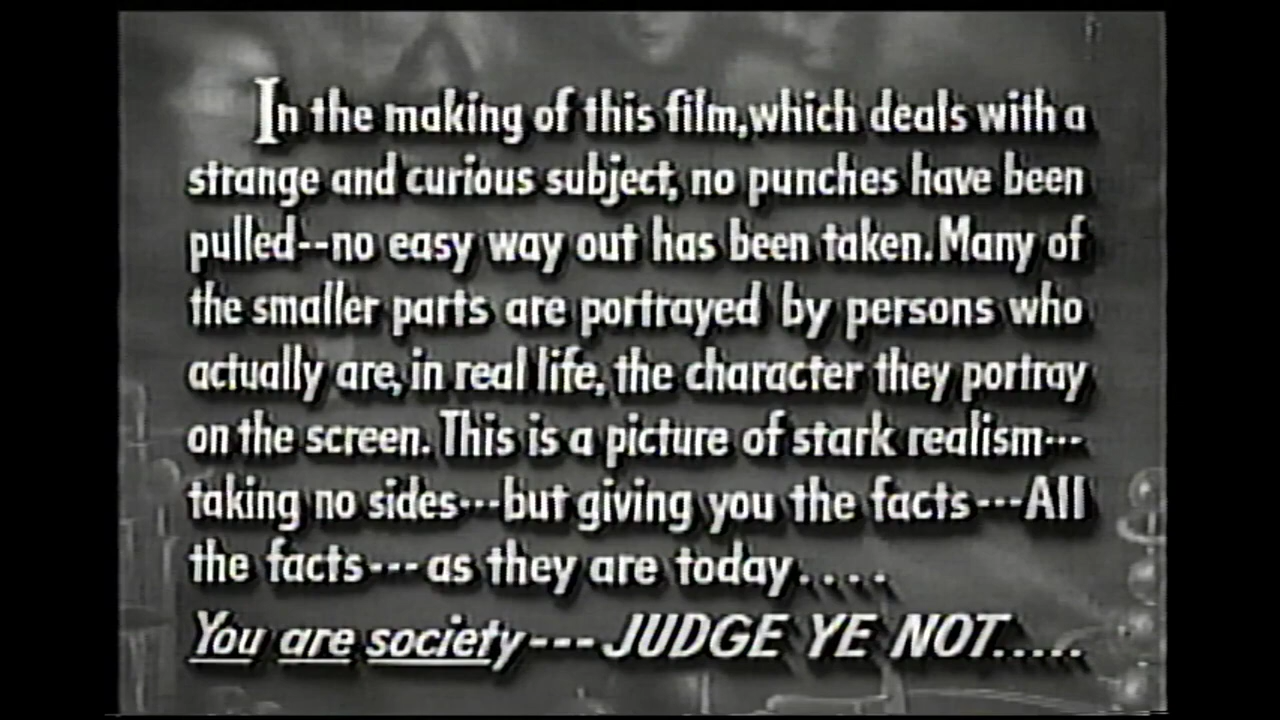 In the making of this film,which deals with a
strange and curious subject, no punches have been
pulled--no easy way out has been taken. Many of
the smaller parts are portrayed by persons who
actually are, in real life, the character they portray
on the screen. This is a picture of stark realism---
taking no sides---but giving you the facts---All
the facts--- as they are today....
You are society--- JUDGE YE NOT.....